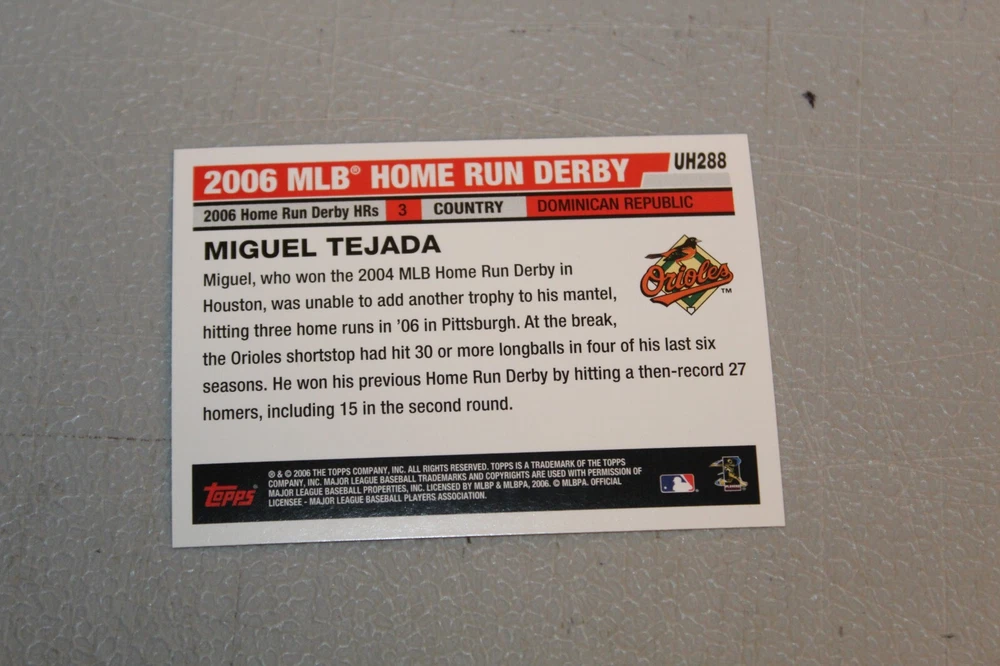 2006 MLB® HOME RUN DERBY UH288
2006 Home Run Derby HRs 3 COUNTRY DOMINICAN REPUBLIC
MIGUEL TEJADA
Miguel, who won the 2004 MLB Home Run Derby in
Houston, was unable to add another trophy to his mantel,
hitting three home runs in ’06 in Pittsburgh. At the break,
the Orioles shortstop had hit 30 or more longballs in four of his last six
seasons. He won his previous Home Run Derby by hitting a then-record 27
homers, including 15 in the second round.
Orioles ™
Topps®
® & © 2006 THE TOPPS COMPANY, INC. ALL RIGHTS RESERVED. TOPPS IS A TRADEMARK OF THE TOPPS
COMPANY, INC. MAJOR LEAGUE BASEBALL TRADEMARKS AND COPYRIGHTS ARE USED WITH PERMISSION OF
MAJOR LEAGUE BASEBALL PROPERTIES, INC. LICENSED BY MLBP & MLBPA, 2006. © MLBPA. OFFICIAL
LICENSEE - MAJOR LEAGUE BASEBALL PLAYERS ASSOCIATION.